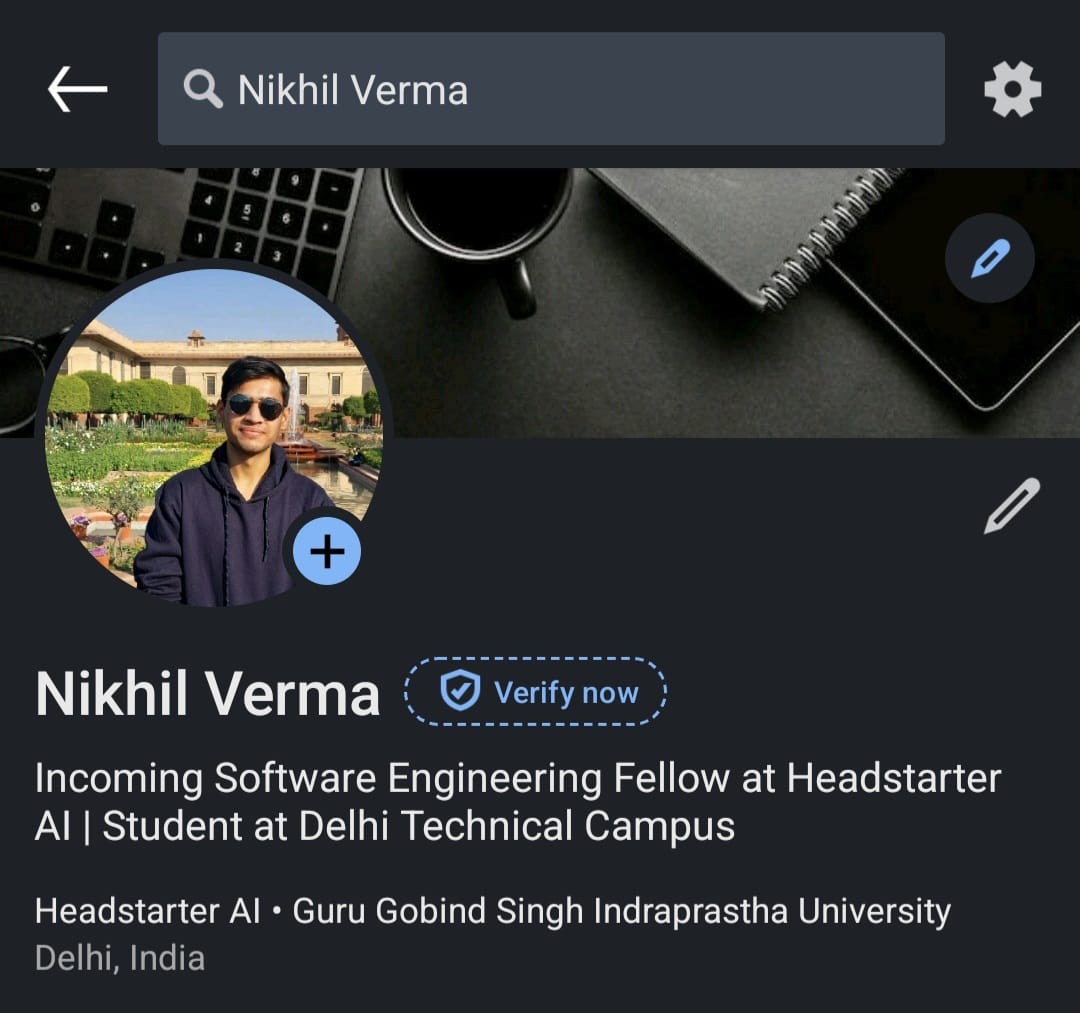 Nikhil Verma
Nikhil Verma
Verify now
Incoming Software Engineering Fellow at Headstarter
AI | Student at Delhi Technical Campus
Headstarter AI • Guru Gobind Singh Indraprastha University
Delhi, India